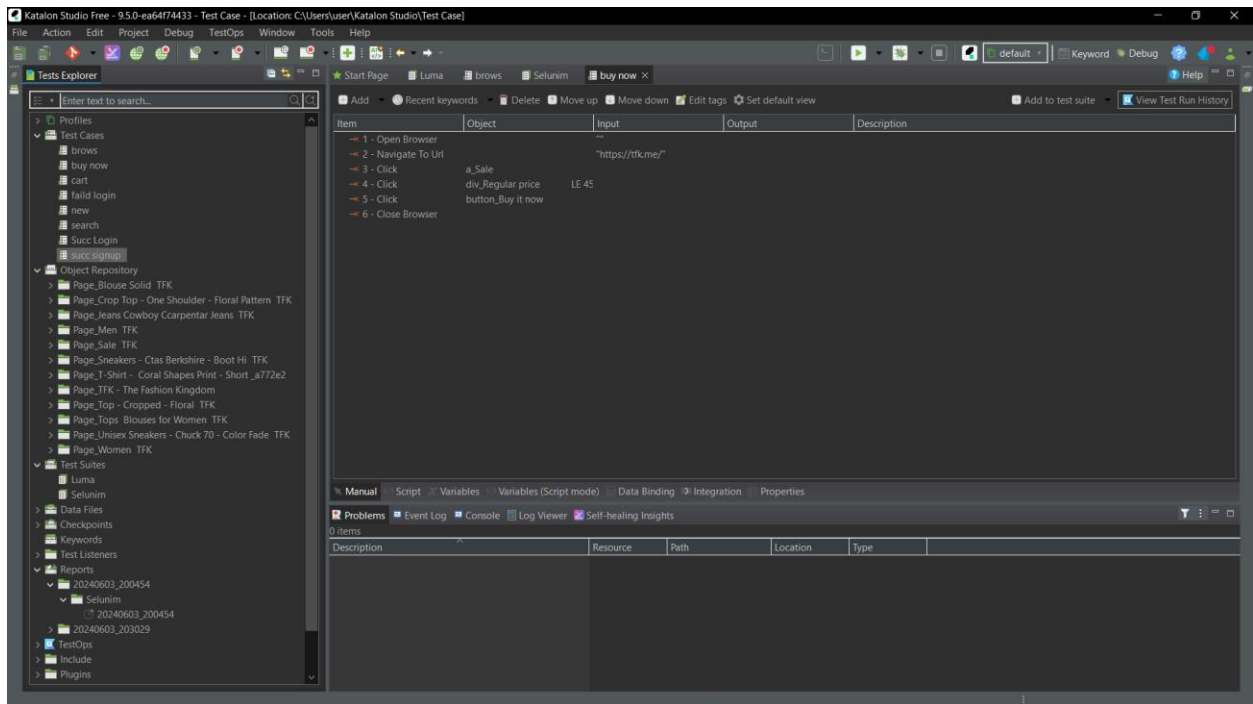 Katalon Studio Free - 9.5.0-ea64f74433 - Test Case - [Location: C:\Users\user\Katalon Studio\Test Case]
File Action Edit Project Debug TestOps Window Tools Help
default Keyword Debug
Tests Explorer
Start Page Luma brows Selunim buy now Help
Enter text to search...
Add Recent keywords Delete Move up Move down Edit tags Set default view Add to test suite View Test Run History
Profiles
Test Cases
brows
buy now
cart
faild login
new
search
Succ Login
succ signup
Object Repository
Page_Blouse Solid TFK
Page_Crop Top - One Shoulder - Floral Pattern TFK
Page_Jeans Cowboy Ccarpentar Jeans TFK
Page_Men TFK
Page_Sale TFK
Page_Sneakers - Ctas Berkshire - Boot Hi TFK
Page_T-Shirt - Coral Shapes Print - Short _a772e2
Page_TFK - The Fashion Kingdom
Page_Top - Cropped - Floral TFK
Page_Tops Blouses for Women TFK
Page_Unisex Sneakers - Chuck 70 - Color Fade TFK
Page_Women TFK
Test Suites
Luma
Selunim
Data Files
Checkpoints
Keywords
Test Listeners
Reports
20240603_200454
Selunim
20240603_200454
20240603_203029
TestOps
Include
Plugins
Item Object Input Output Description
1 - Open Browser ""
2 - Navigate To Url "https://tfk.me/"
3 - Click a_Sale
4 - Click div_Regular price LE 45
5 - Click button_Buy it now
6 - Close Browser
Manual Script Variables Variables (Script mode) Data Binding Integration Properties
Problems Event Log Console Log Viewer Self-healing Insights
0 items
Description Resource Path Location Type